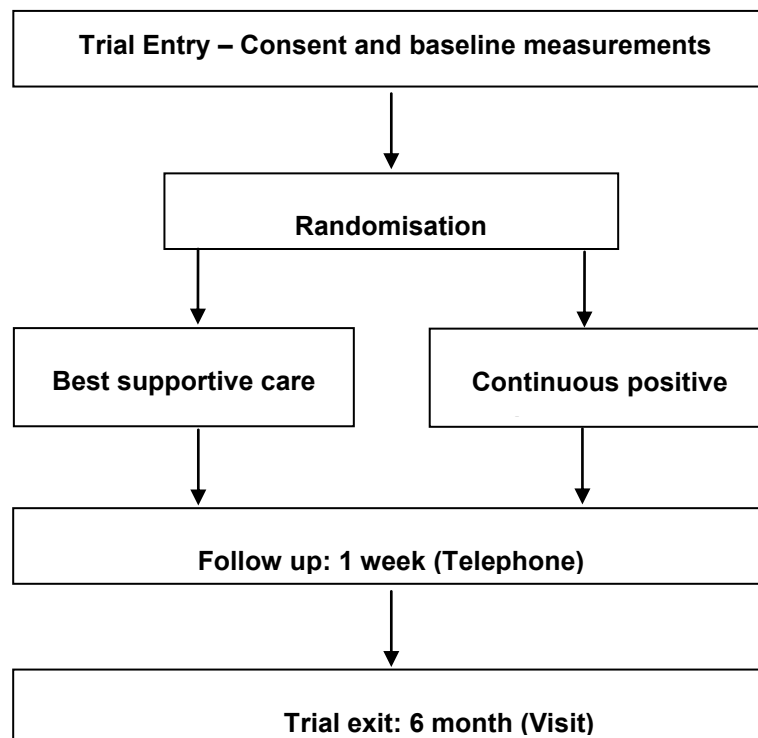 Trial Entry – Consent and baseline measurements
Randomisation
Best supportive care
Continuous positive
Follow up: 1 week (Telephone)
Trial exit: 6 month (Visit)